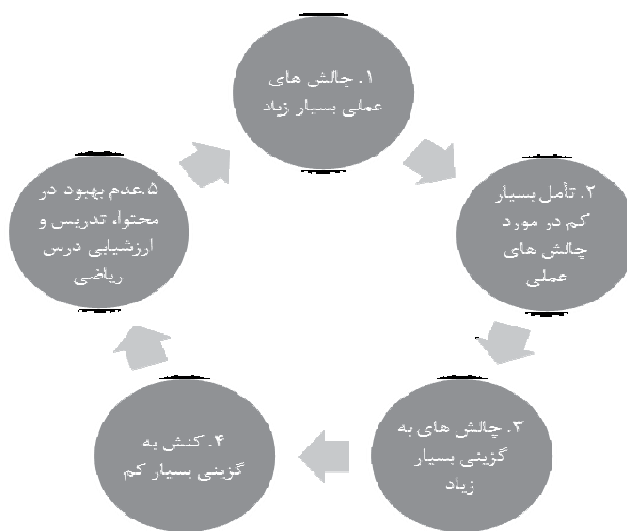 ۱. چالش های
عملی بسیار زیاد
۲. تأمل بسیار
کم در مورد
چالش های
عملی
۳. چالش های به
گزینی بسیار
زیاد
۴. کنش به
گزینی بسیار کم
۵.عدم بهبود در
محتوا، تدریس و
ارزشیابی درس
ریاضی